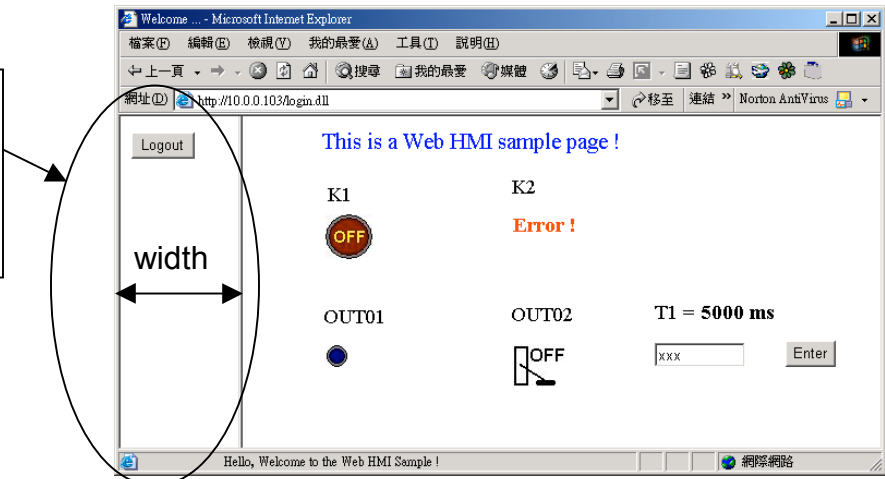 Welcome ... - Microsoft Internet Explorer
檔案(F) 編輯(E) 檢視(V) 我的最愛(A) 工具(T) 說明(H)
上一頁 搜尋 我的最愛 媒體
網址(D) http://10.0.0.103/login.dll 移至 連結 » Norton AntiVirus
Logout
This is a Web HMI sample page !
K1 K2
OFF Error !
width
OUT01 OUT02 T1 = 5000 ms
OFF xxx Enter
Hello, Welcome to the Web HMI Sample ! 網際網路